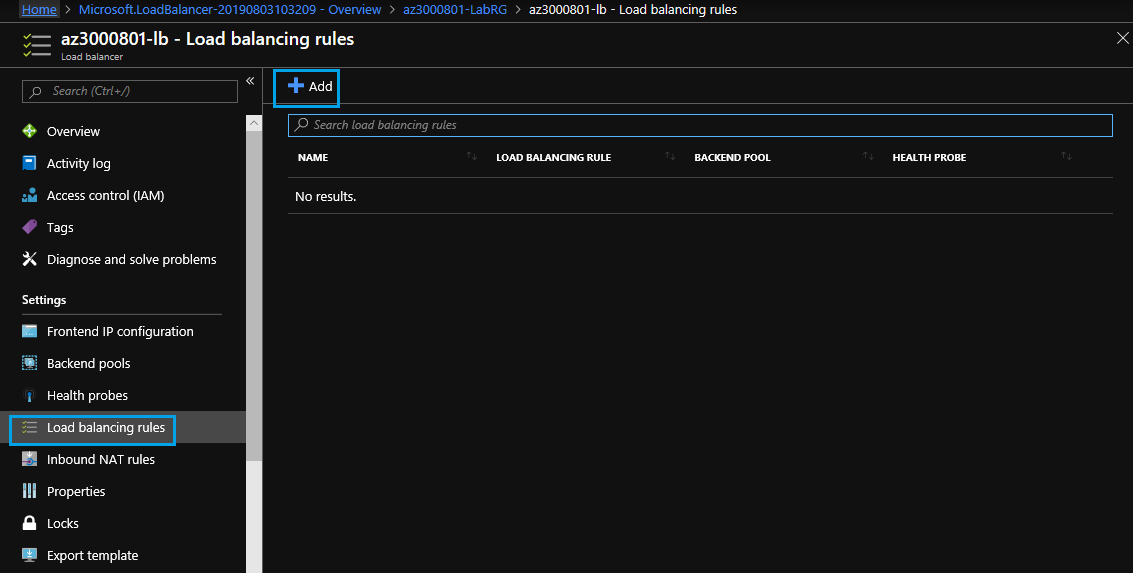 Home > Microsoft.LoadBalancer-20190803103209 - Overview > az3000801-LabRG > az3000801-lb - Load balancing rules
az3000801-lb - Load balancing rules
Load balancer
Search (Ctrl+/)
Overview
Activity log
Access control (IAM)
Tags
Diagnose and solve problems
Settings
Frontend IP configuration
Backend pools
Health probes
Load balancing rules
Inbound NAT rules
Properties
Locks
Export template
Add
Search load balancing rules
NAME LOAD BALANCING RULE BACKEND POOL HEALTH PROBE
No results.